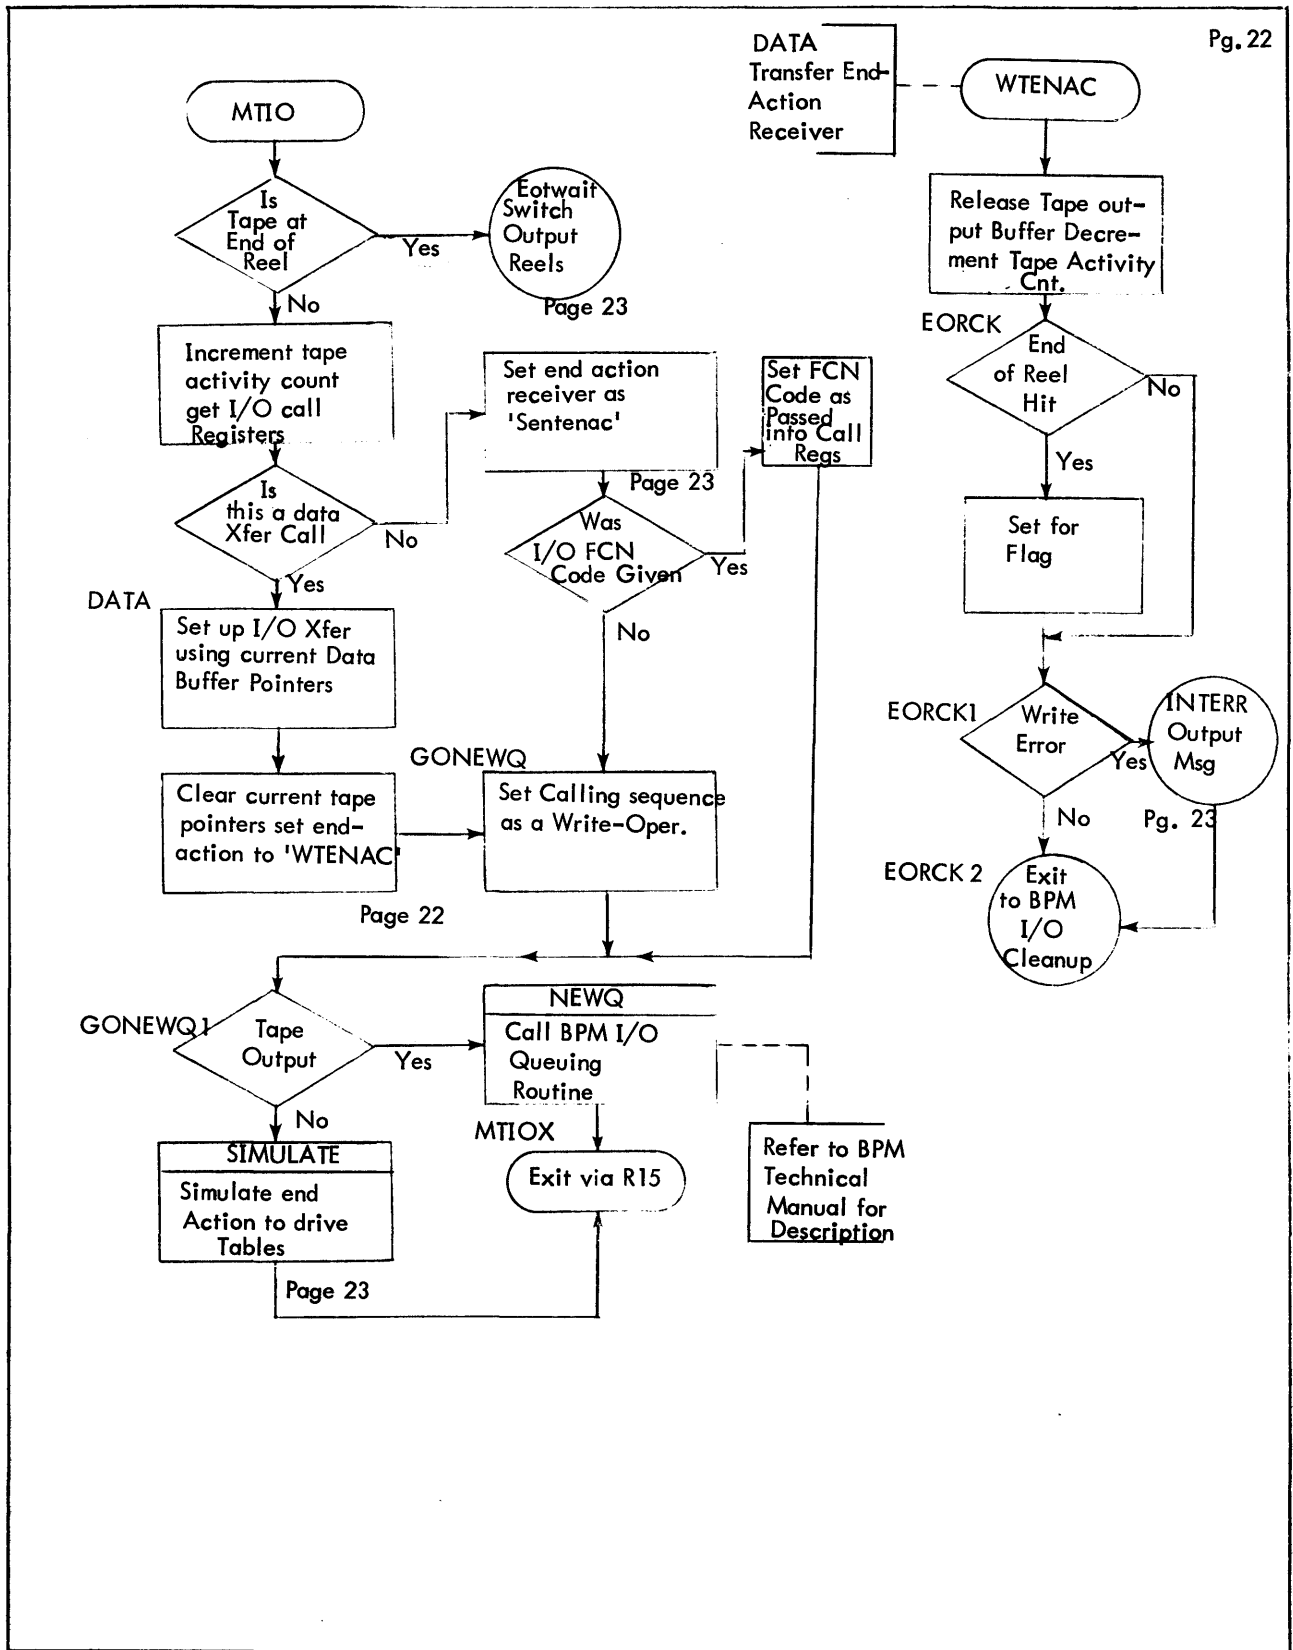 Pg. 22
DATA
Transfer End-
Action
Receiver
WTENAC
MTIO
Is
Tape at
End of
Reel
Yes
Eotwait
Switch
Output
Reels
Page 23
No
Increment tape
activity count
get I/O call
Registers
Set end action
receiver as
'Sentenac'
Page 23
Set FCN
Code as
Passed
into Call
Regs
Is
this a data
Xfer Call
No
Yes
Was
I/O FCN
Code Given
Yes
No
DATA
Set up I/O Xfer
using current Data
Buffer Pointers
Clear current tape
pointers set end-
action to 'WTENAC'
Page 22
GONEWQ
Set Calling sequence
as a Write-Oper.
GONEWQ1
Tape
Output
Yes
No
NEWQ
Call BPM I/O
Queuing
Routine
MTIOX
Exit via R15
Refer to BPM
Technical
Manual for
Description
SIMULATE
Simulate end
Action to drive
Tables
Page 23
Release Tape out-
put Buffer Decre-
ment Tape Activity
Cnt.
EORCK
End
of Reel
Hit
No
Yes
Set for
Flag
EORCK1
Write
Error
Yes
INTERR
Output
Msg
Pg. 23
No
EORCK 2
Exit
to BPM
I/O
Cleanup